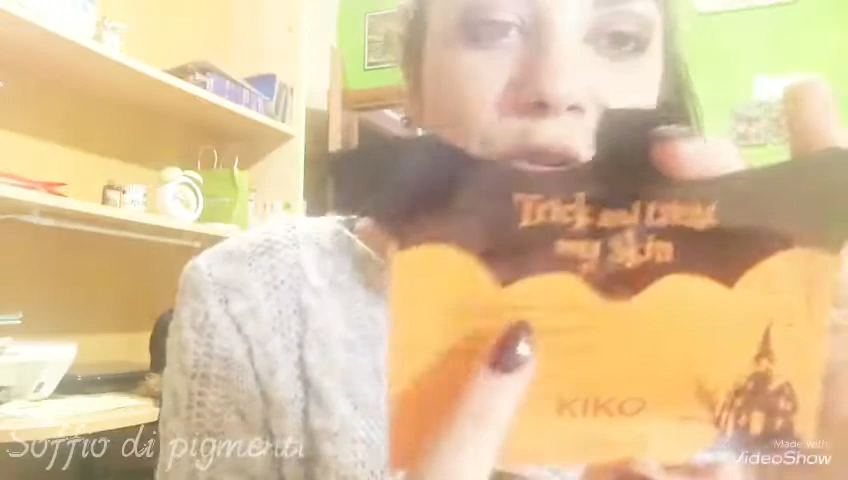 Trick and treat
my Skin
KIKO
Soffio di pigmenti
Made with
VideoShow